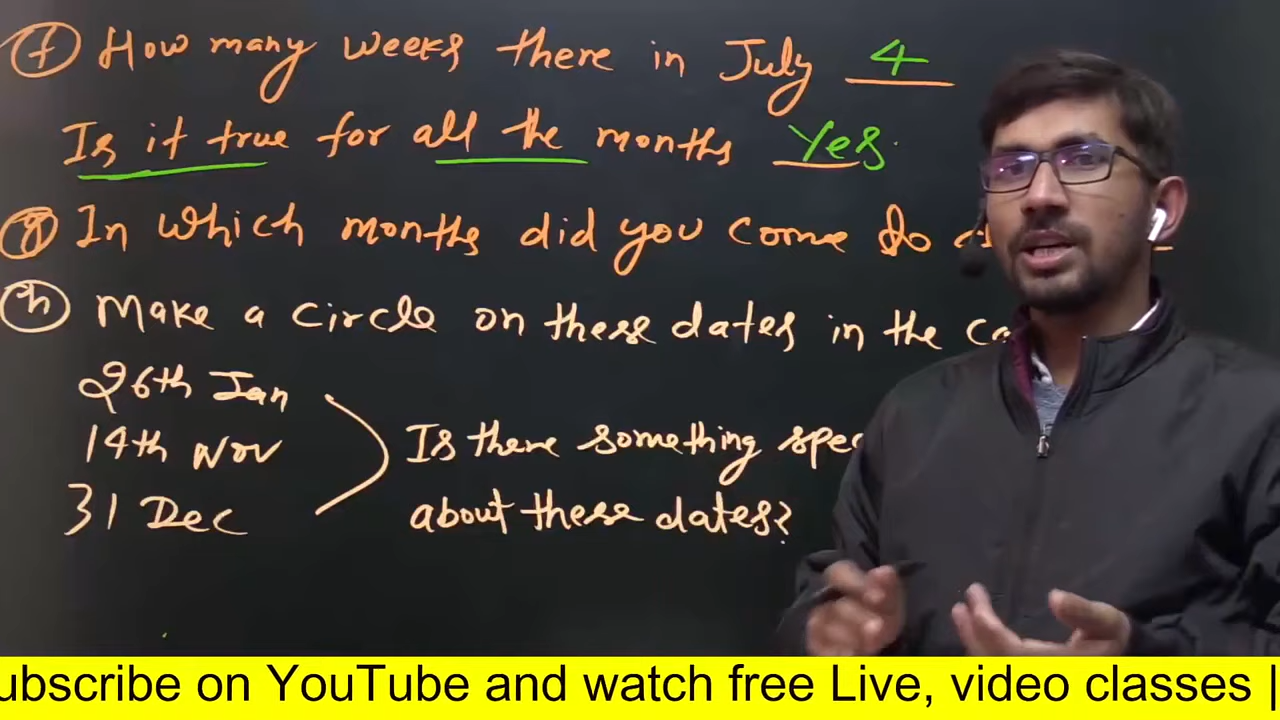 f How many weeks there in July 4
Is it true for all the months Yes
g In which months did you come
h Make a circle on these dates in the
26th Jan
14th Nov
31 Dec
Is there something
about these dates?
ubscribe on YouTube and watch free Live, video classes |